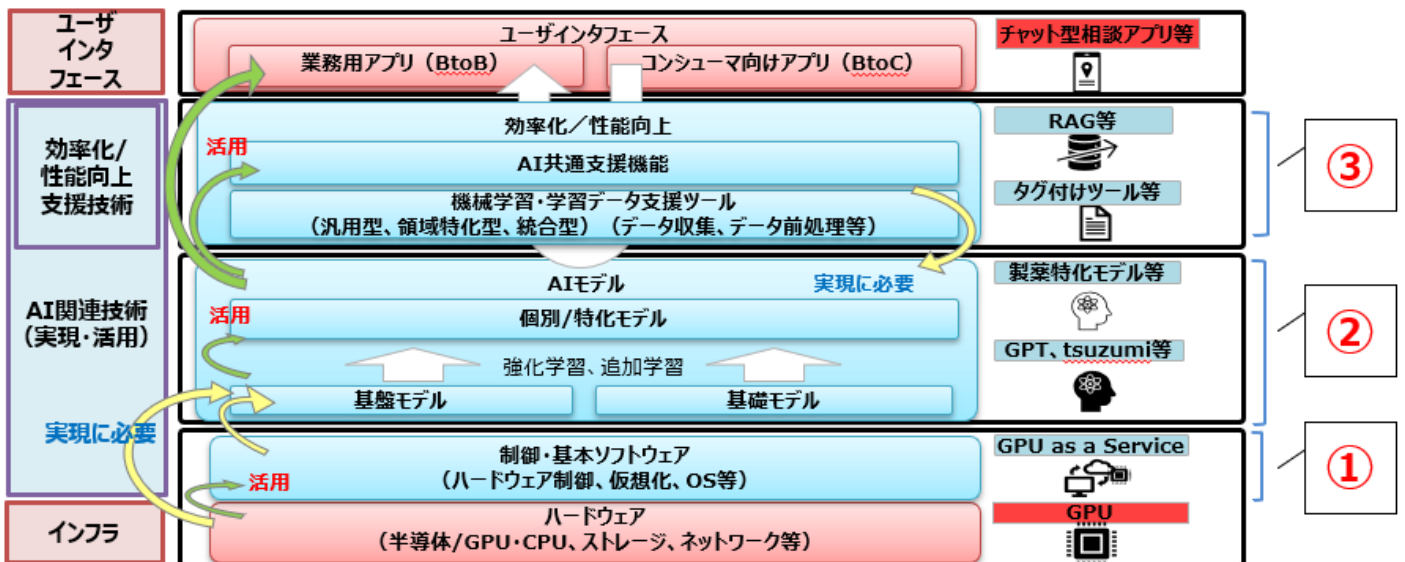 ユーザ
インタ
フェース
ユーザインタフェース
業務用アプリ（BtoB）
コンシューマ向けアプリ（BtoC）
チャット型相談アプリ等
効率化/
性能向上
支援技術
効率化／性能向上
活用
AI共通支援機能
機械学習・学習データ支援ツール
（汎用型、領域特化型、統合型）（データ収集、データ前処理等）
RAG等
タグ付けツール等
③
AI関連技術
（実現・活用）
実現に必要
AIモデル
実現に必要
活用
個別/特化モデル
強化学習、追加学習
基盤モデル
基礎モデル
製薬特化モデル等
GPT、tsuzumi等
②
制御・基本ソフトウェア
（ハードウェア制御、仮想化、OS等）
活用
GPU as a Service
①
インフラ
ハードウェア
（半導体/GPU・CPU、ストレージ、ネットワーク等）
GPU